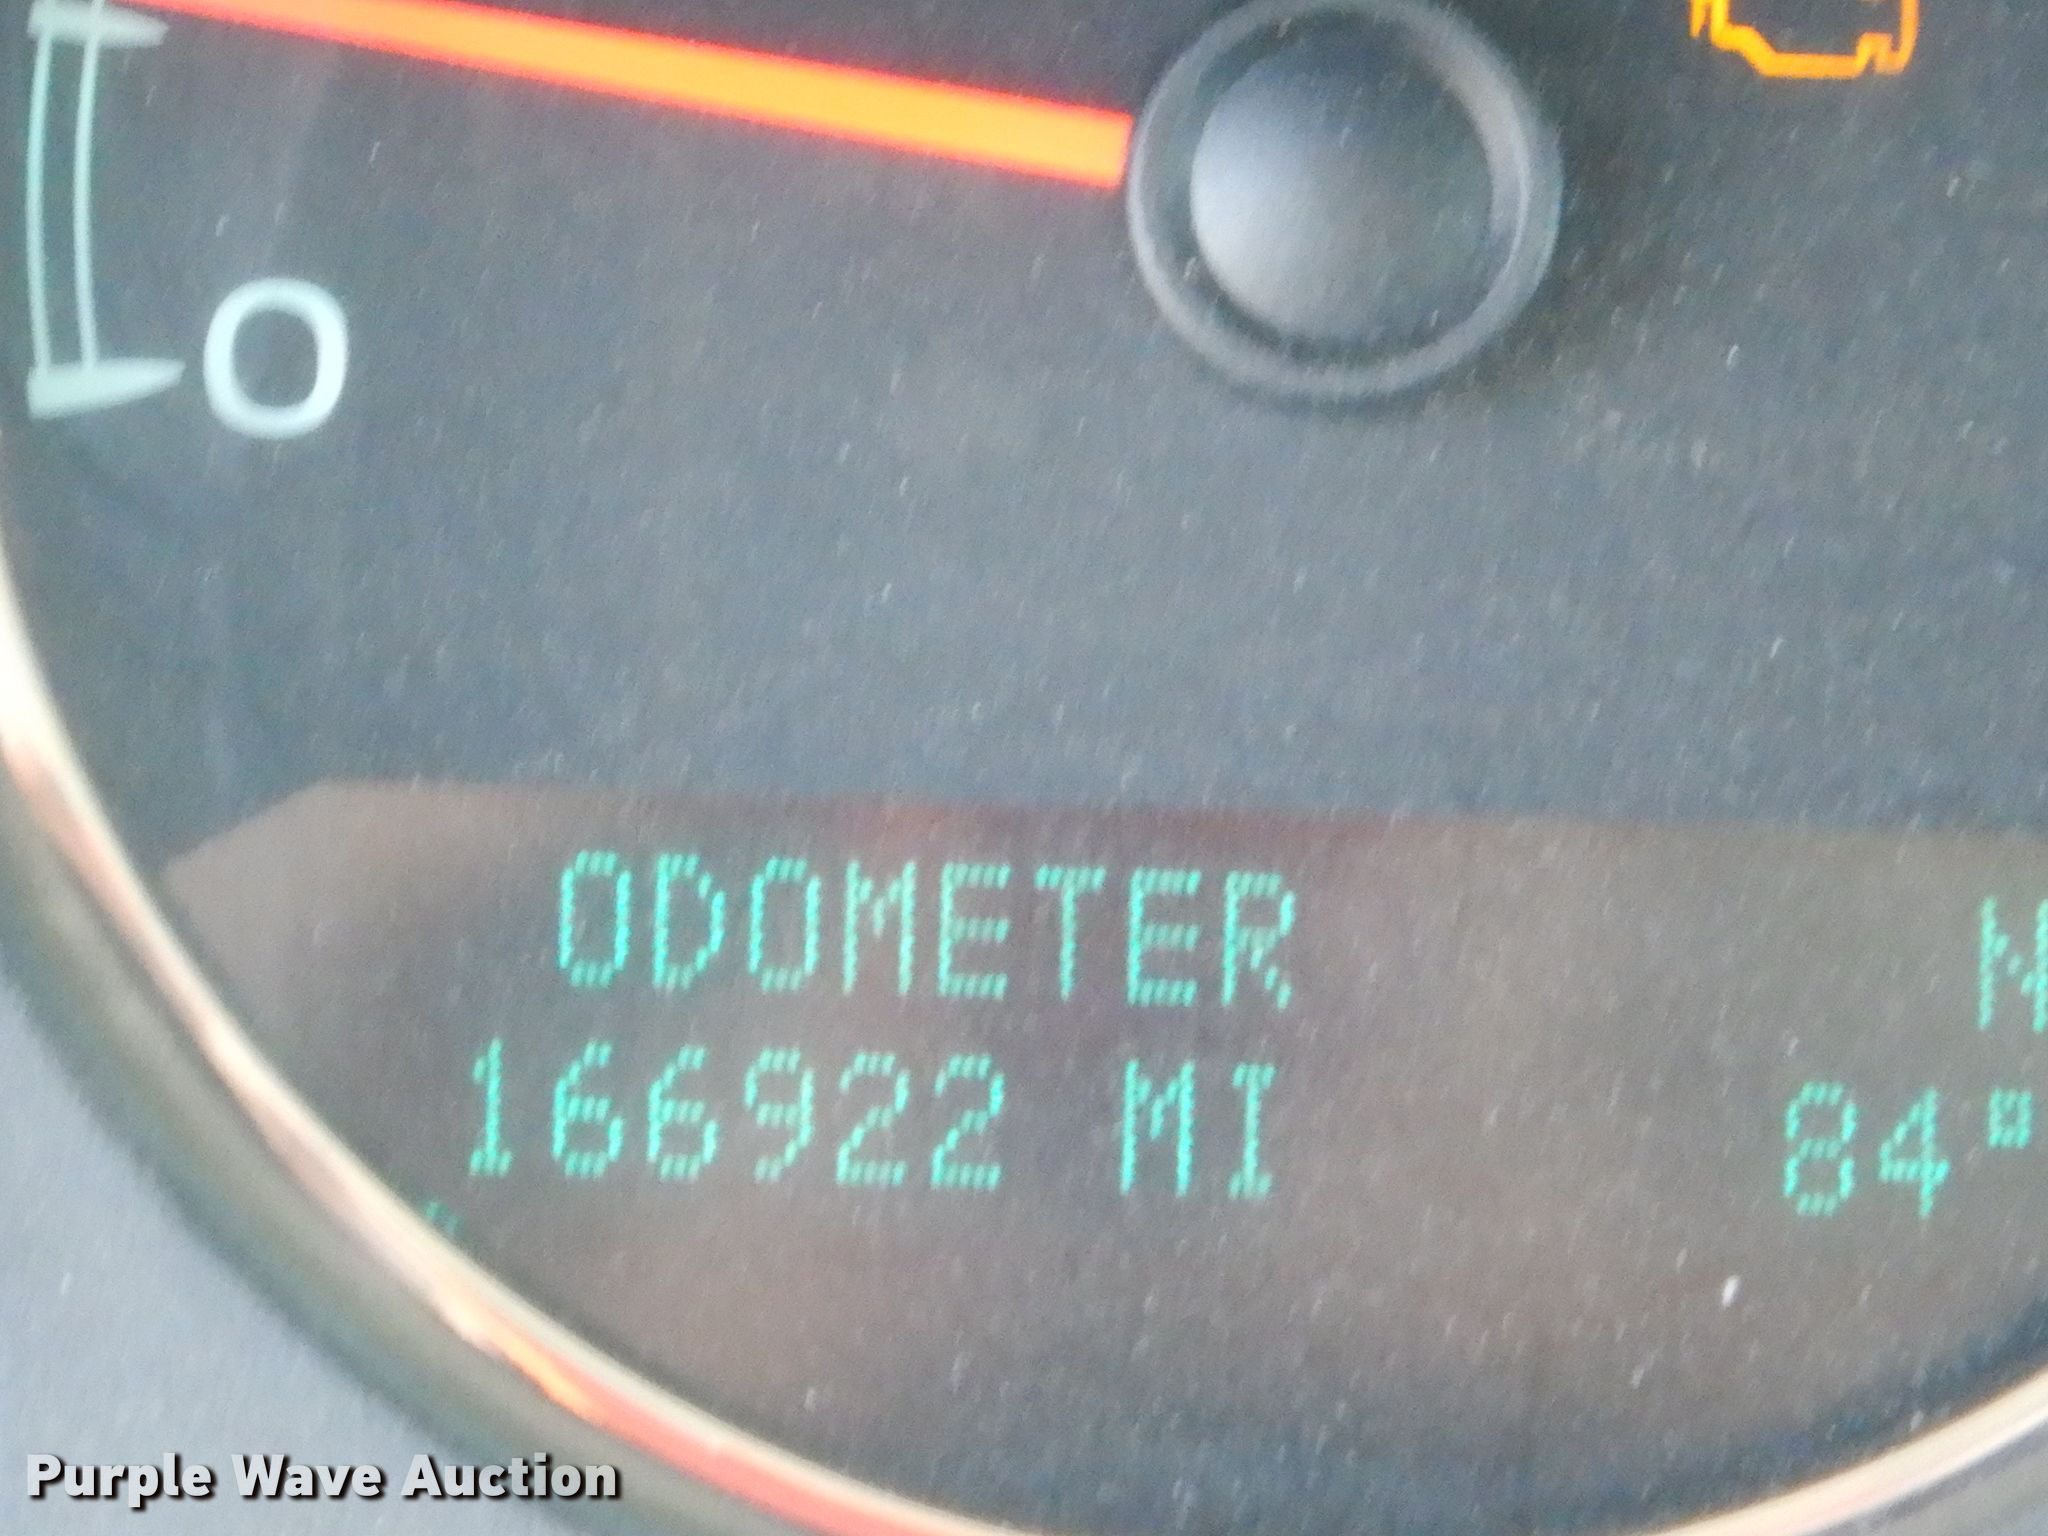 0
ODOMETER
166922 MI
84°
Purple Wave Auction